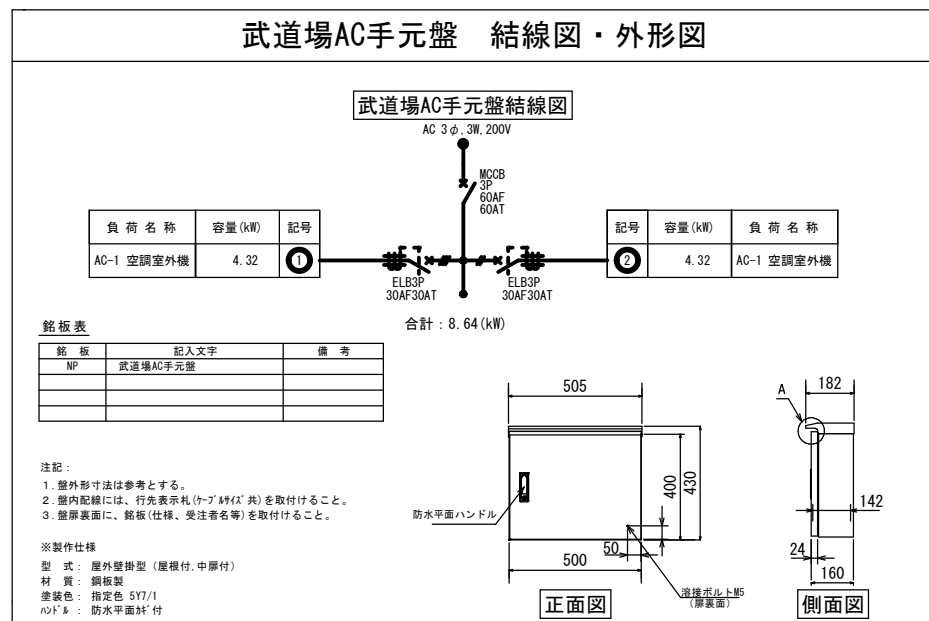 武道場AC手元盤　結線図・外形図
武道場AC手元盤結線図
AC 3φ,3W,200V
MCCB
3P
60AF
60AT
負荷名称 容量(kW) 記号
AC-1 空調室外機 4.32 1
記号 容量(kW) 負荷名称
2 4.32 AC-1 空調室外機
ELB3P
30AF30AT
ELB3P
30AF30AT
合計：8.64(kW)
銘板表
銘板 記入文字 備考
NP 武道場AC手元盤
注記：
1.盤外形寸法は参考とする。
2.盤内配線には、行先表示札(ｹｰﾌﾞﾙｻｲｽﾞ共)を取付けること。
3.盤扉裏面に、銘板(仕様、受注者名等)を取付けること。
※製作仕様
型　式：屋外壁掛型（屋根付.中扉付）
材　質：鋼板製
塗装色：指定色 5Y7/1
ﾊﾝﾄﾞﾙ：防水平面ｶｷﾞ付
505
400
430
防水平面ハンドル
50
500
溶接ボルトM5
(扉裏面)
正面図
A
182
142
24
160
側面図